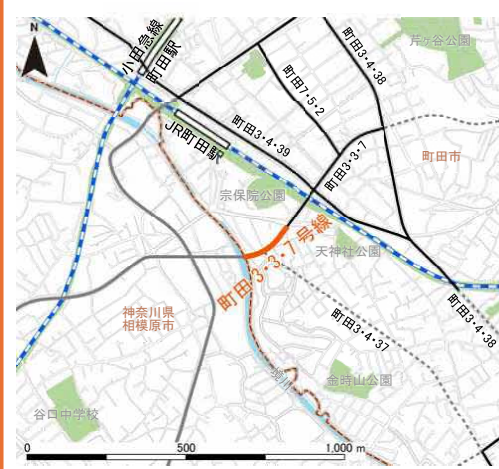 N
小田急線
町田駅
芹ヶ谷公園
町田3・4・38
町田7・5・2
JR町田駅
町田3・4・39
町田3・3・7
町田市
宗保院公園
町田3・3・7号線
天神社公園
神奈川県
相模原市
町田3・4・37
町田3・4・38
境川
金時山公園
谷口中学校
0
500
1,000 m